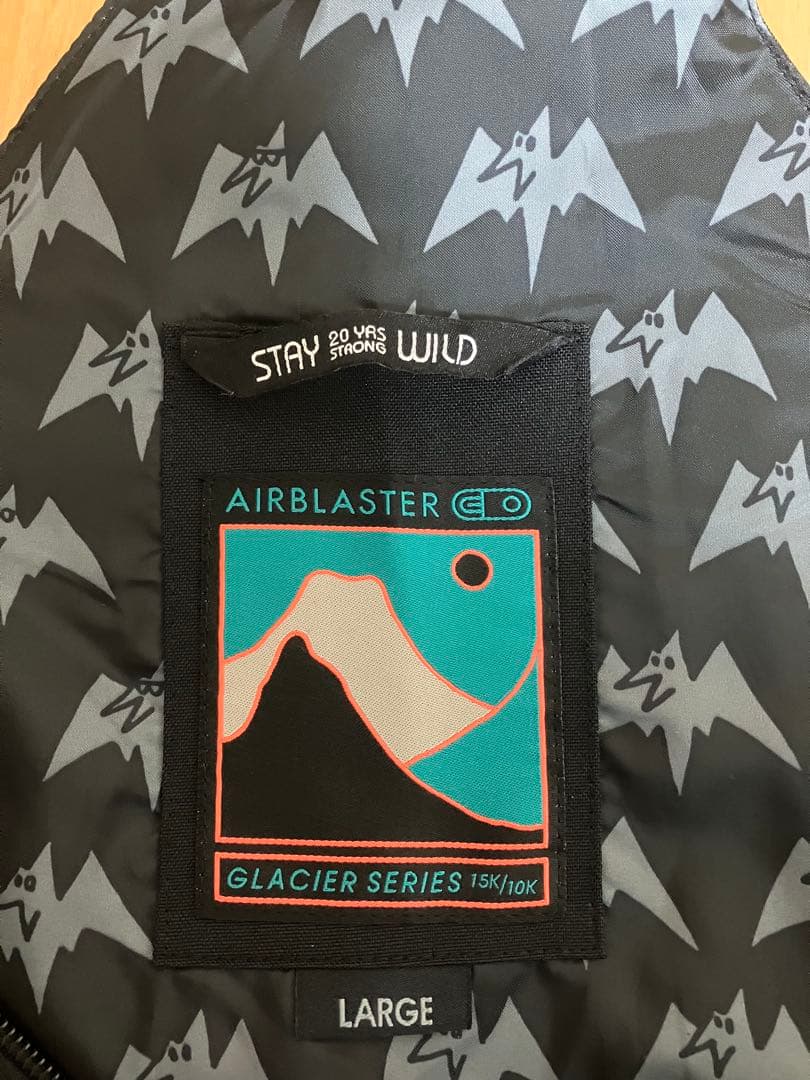 STAY 20 YRS STRONG WILD
AIRBLASTER
GLACIER SERIES 15K/10K
LARGE